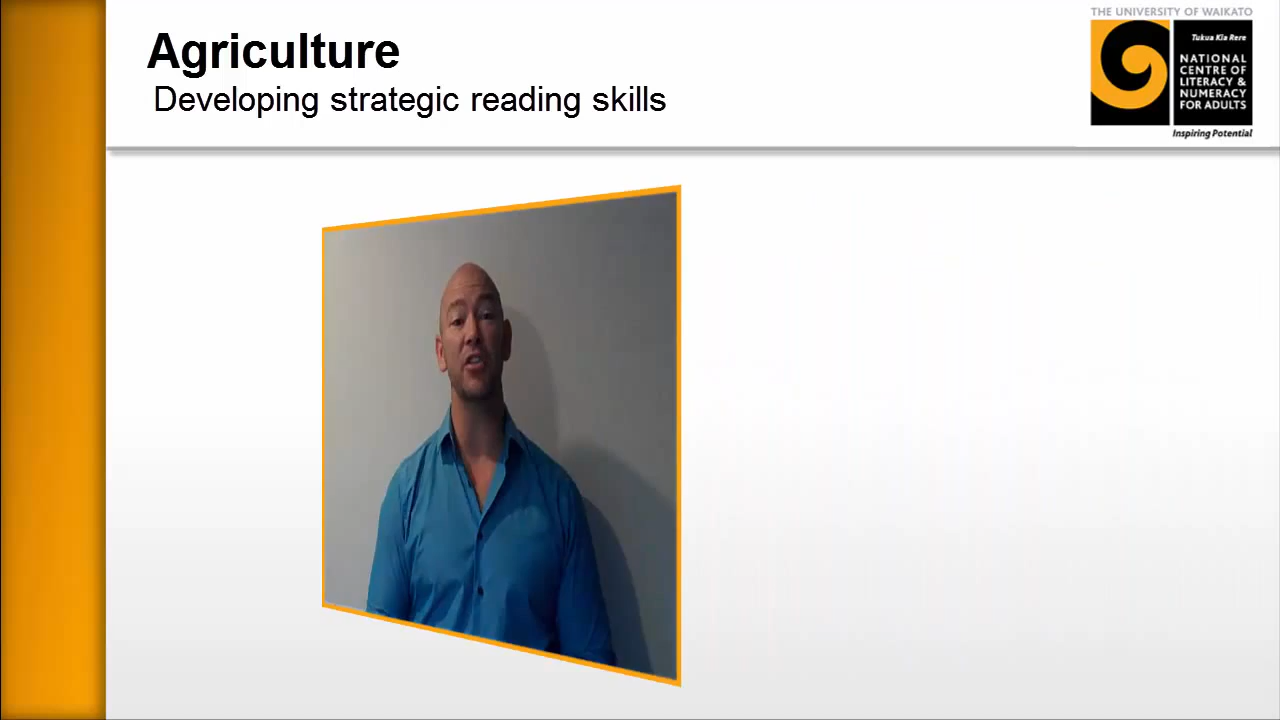 Agriculture
Developing strategic reading skills
THE UNIVERSITY OF WAIKATO
Tukua Kia Rere
NATIONAL
CENTRE OF
LITERACY &
NUMERACY
FOR ADULTS
Inspiring Potential